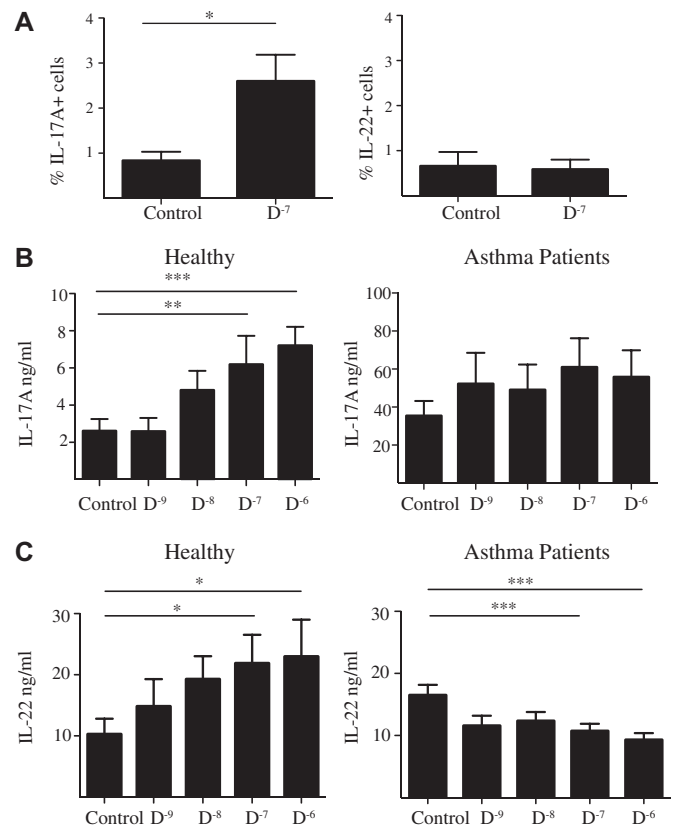 A
*
4
3
2
1
% IL-17A+ cells
Control D-7
4
3
2
1
% IL-22+ cells
Control D-7
B
Healthy
***
**
10
8
6
4
2
IL-17A ng/ml
Control D-9 D-8 D-7 D-6
Asthma Patients
100
80
60
40
20
IL-17A ng/ml
Control D-9 D-8 D-7 D-6
C
Healthy
*
*
30
20
10
IL-22 ng/ml
Control D-9 D-8 D-7 D-6
Asthma Patients
***
***
30
20
10
IL-22 ng/ml
Control D-9 D-8 D-7 D-6